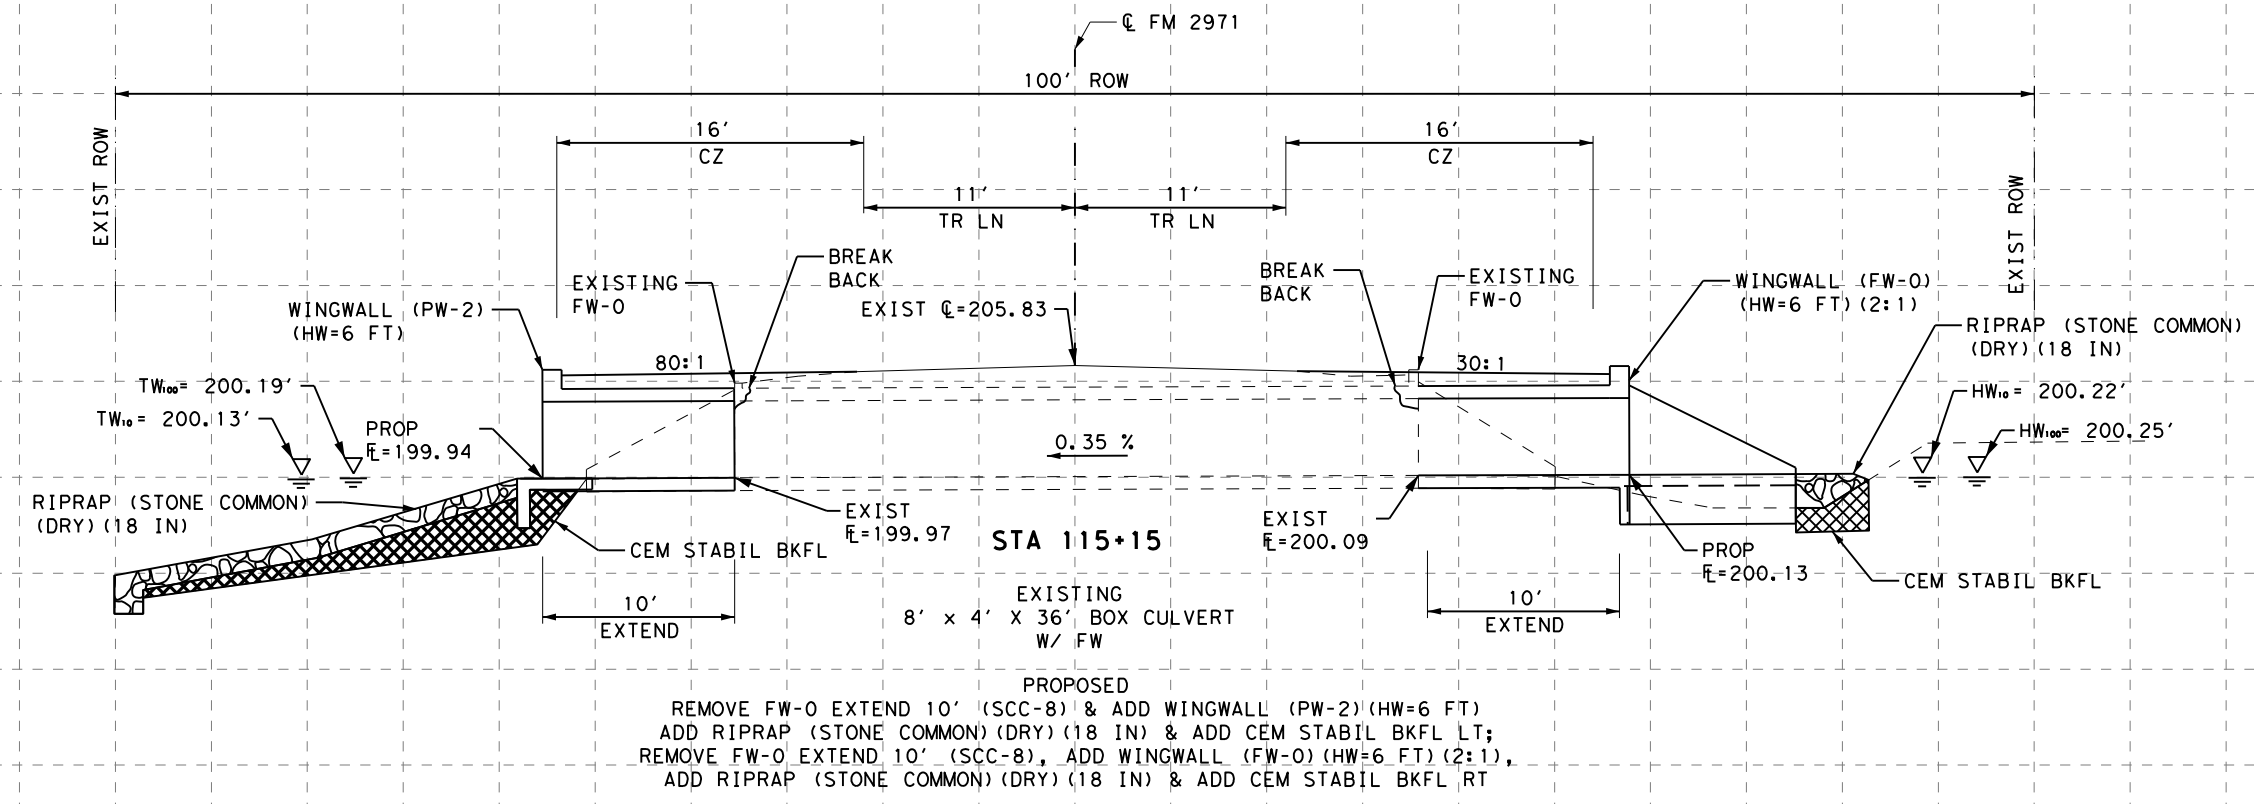 ℄ FM 2971
100' ROW
EXIST ROW
16'
CZ
16'
CZ
11'
TR LN
11'
TR LN
EXIST ROW
BREAK
BACK
EXISTING
FW-0
WINGWALL (PW-2)
(HW=6 FT)
EXIST ℄=205.83
BREAK
BACK
EXISTING
FW-0
WINGWALL (FW-0)
(HW=6 FT)(2:1)
RIPRAP (STONE COMMON)
(DRY)(18 IN)
80:1
30:1
TW₁₀₀= 200.19'
TW₁₀= 200.13'
HW₁₀= 200.22'
HW₁₀₀= 200.25'
PROP
FL=199.94
0.35 %
RIPRAP (STONE COMMON)
(DRY)(18 IN)
CEM STABIL BKFL
EXIST
FL=199.97
STA 115+15
EXIST
FL=200.09
PROP
FL=200.13
CEM STABIL BKFL
10'
EXTEND
10'
EXTEND
EXISTING
8' x 4' X 36' BOX CULVERT
W/ FW
PROPOSED
REMOVE FW-0 EXTEND 10' (SCC-8) & ADD WINGWALL (PW-2)(HW=6 FT)
ADD RIPRAP (STONE COMMON)(DRY)(18 IN) & ADD CEM STABIL BKFL LT;
REMOVE FW-0 EXTEND 10' (SCC-8), ADD WINGWALL (FW-0)(HW=6 FT)(2:1),
ADD RIPRAP (STONE COMMON)(DRY)(18 IN) & ADD CEM STABIL BKFL RT